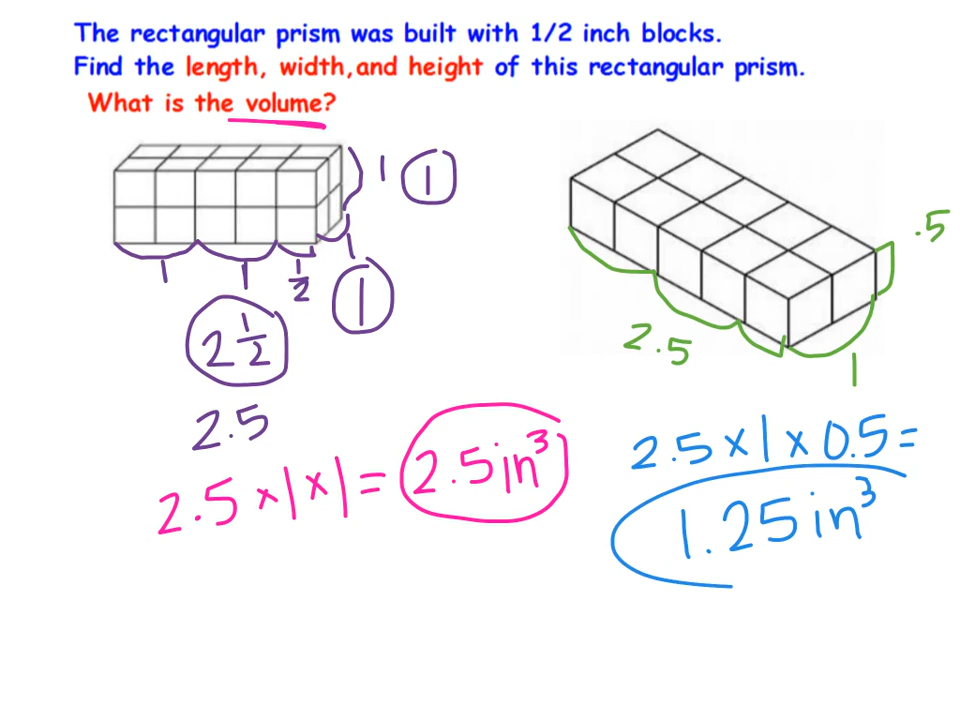 The rectangular prism was built with 1/2 inch blocks.
Find the length, width,and height of this rectangular prism.
What is the volume?
1 1
1 1 1/2 1 1
2 1/2
2.5
2.5 x 1 x 1 = 2.5 in³
.5
2.5
1
2.5 x 1 x 0.5 =
1.25 in³